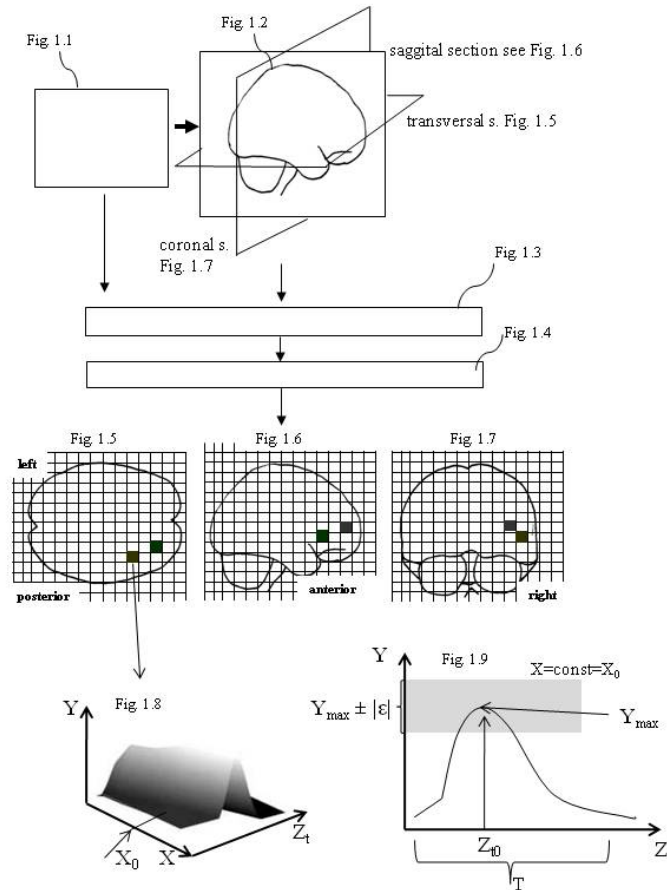 Fig. 1.1
Fig. 1.2
saggital section see Fig. 1.6
transversal s. Fig. 1.5
coronal s.
Fig. 1.7
Fig. 1.3
Fig. 1.4
Fig. 1.5
Fig. 1.6
Fig. 1.7
left
posterior
anterior
right
Fig. 1.8
Y
X₀
X
Zt
Fig. 1.9
Y
X=const=X₀
Ymax ± |ε|
Ymax
Zt0
Z
T